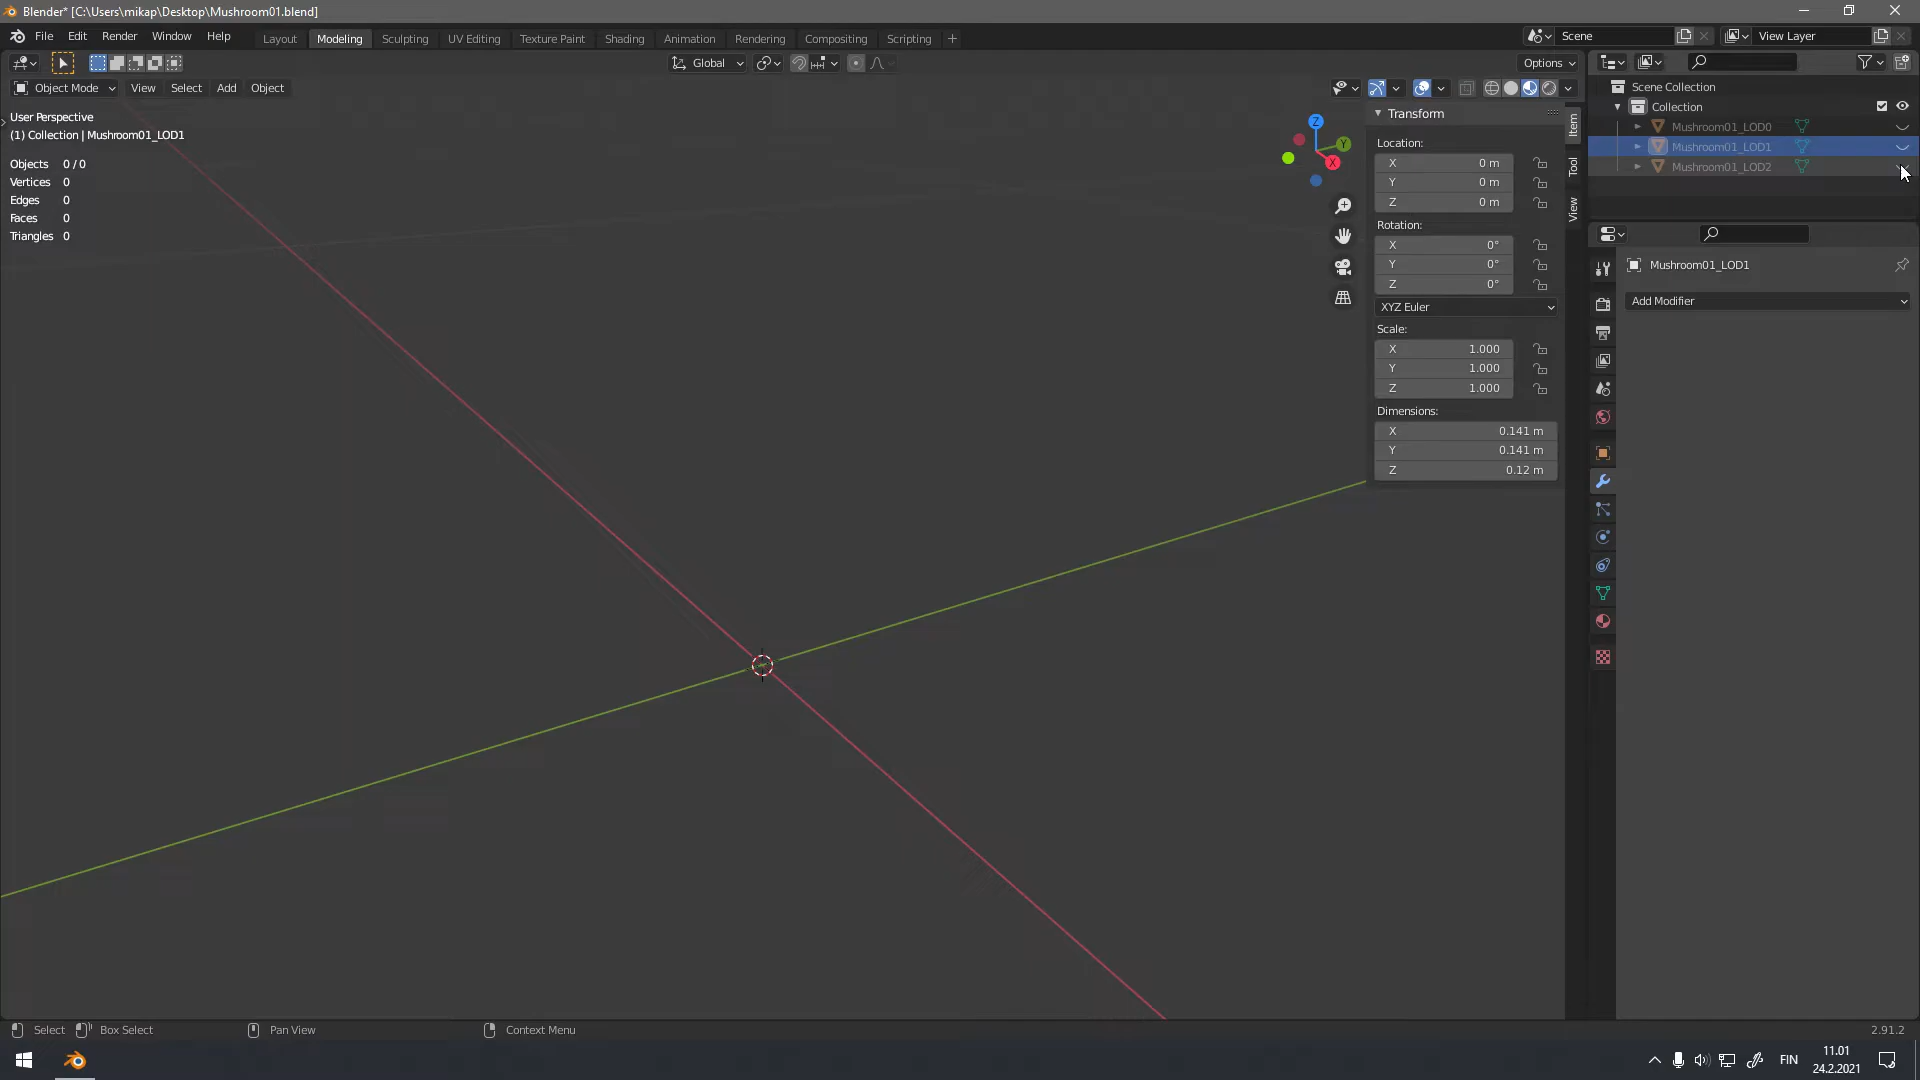 Blender* [C:\Users\mikap\Desktop\Mushroom01.blend]
File Edit Render Window Help
Layout Modeling Sculpting UV Editing Texture Paint Shading Animation Rendering Compositing Scripting +
Scene
View Layer
Global
Options
Object Mode View Select Add Object
User Perspective
(1) Collection | Mushroom01_LOD1
Objects 0 / 0
Vertices 0
Edges 0
Faces 0
Triangles 0
Z
Y
X
Transform
Location:
X 0 m
Y 0 m
Z 0 m
Rotation:
X 0°
Y 0°
Z 0°
XYZ Euler
Scale:
X 1.000
Y 1.000
Z 1.000
Dimensions:
X 0.141 m
Y 0.141 m
Z 0.12 m
Item
Tool
View
Scene Collection
Collection
Mushroom01_LOD0
Mushroom01_LOD1
Mushroom01_LOD2
Mushroom01_LOD1
Add Modifier
Select Box Select Pan View Context Menu
2.91.2
FIN
11.01
24.2.2021